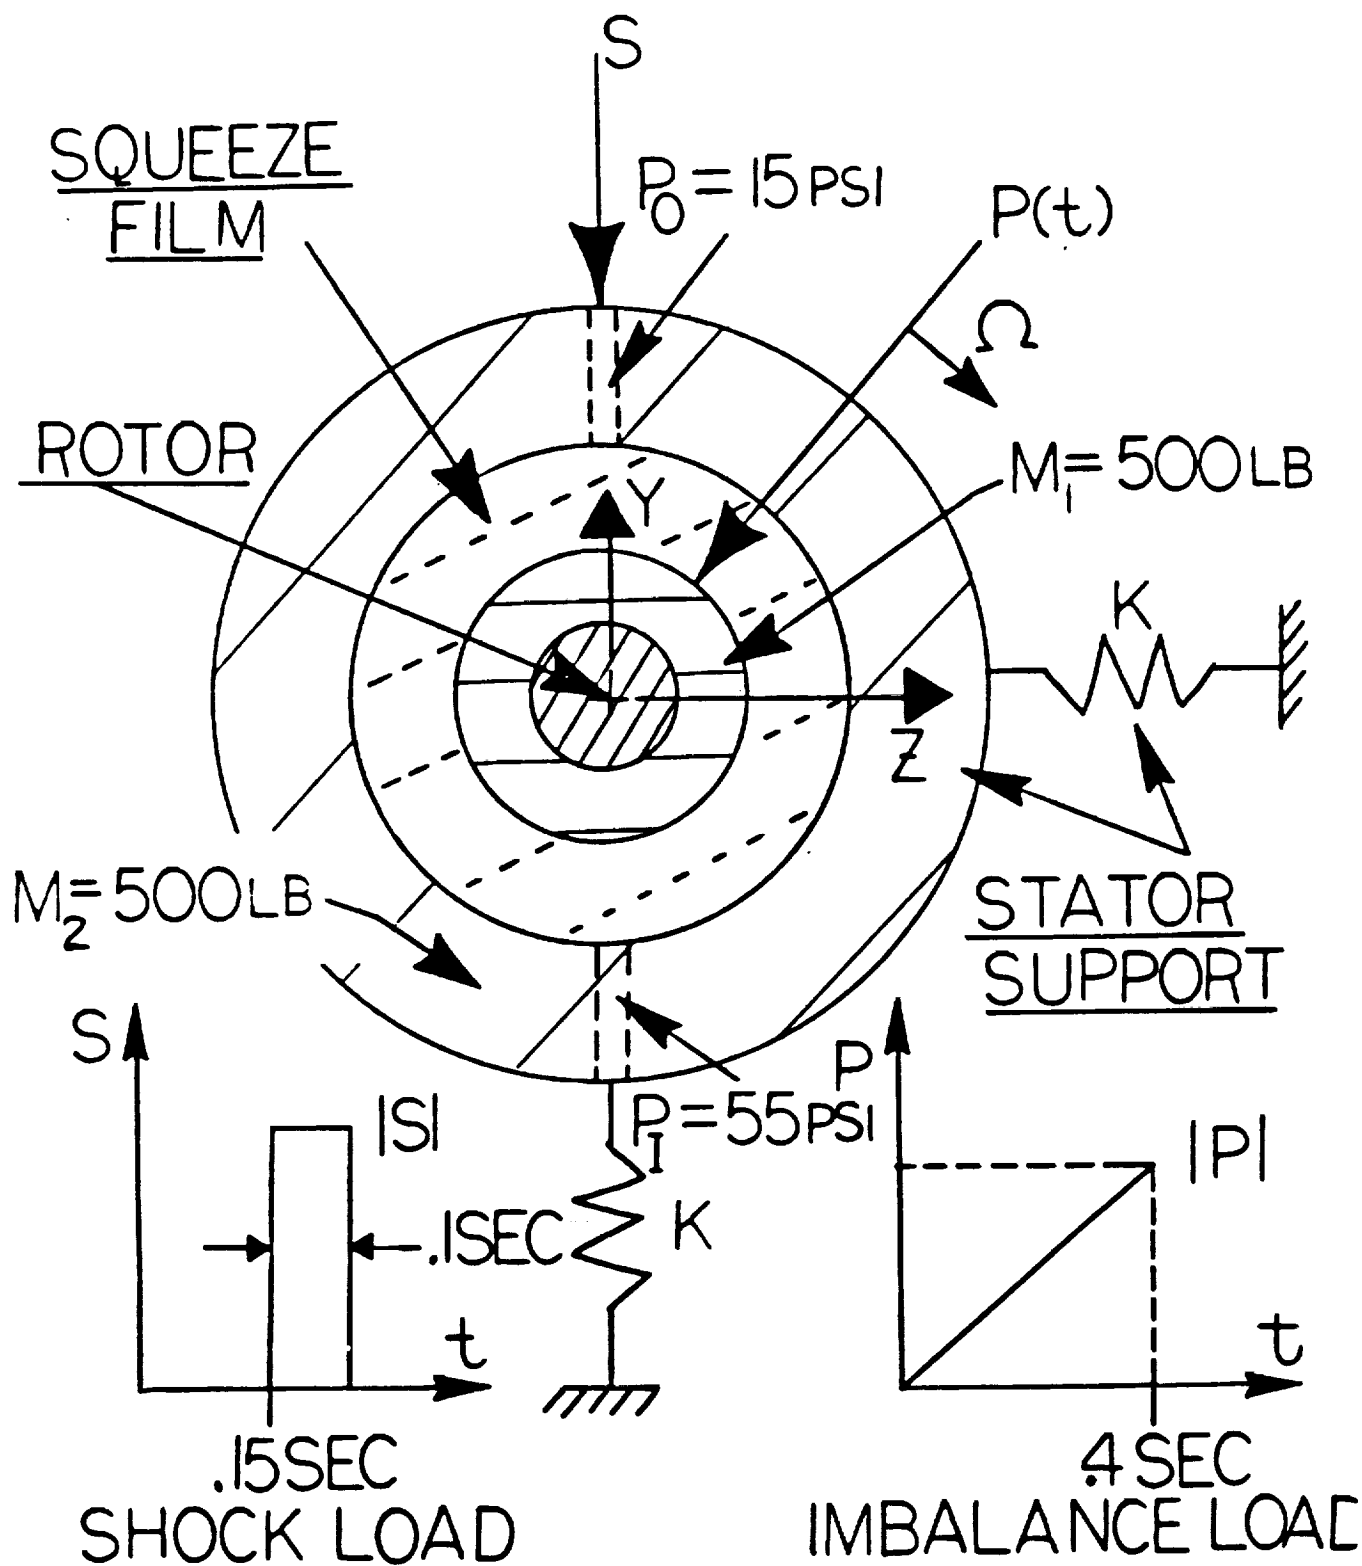 S
SQUEEZE
FILM
P₀ = 15 PSI
P(t)
Ω
ROTOR
M₁ = 500 LB
Y
K
Z
M₂ = 500 LB
STATOR
SUPPORT
S
|S|
.1 SEC
t
.15 SEC
SHOCK LOAD
P_I = 55 PSI
K
P
|P|
t
.4 SEC
IMBALANCE LOAD